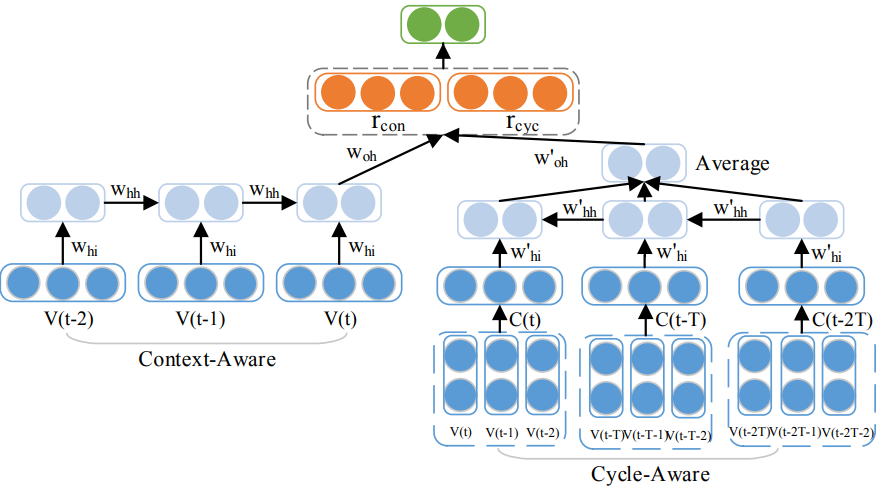 r_con r_cyc
w_oh w'_oh
Average
w_hh w_hh
w'_hh w'_hh
w_hi w_hi w_hi
w'_hi w'_hi w'_hi
V(t-2) V(t-1) V(t)
C(t) C(t-T) C(t-2T)
Context-Aware
V(t) V(t-1) V(t-2) V(t-T) V(t-T-1) V(t-T-2) V(t-2T) V(t-2T-1) V(t-2T-2)
Cycle-Aware